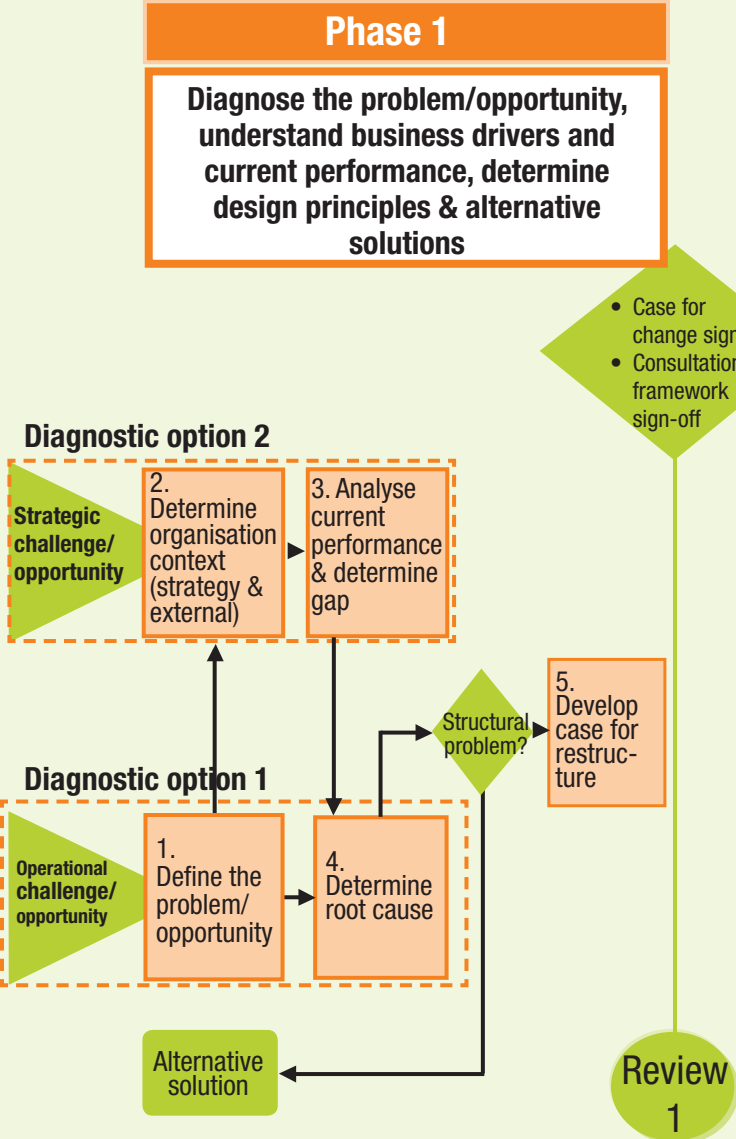 Phase 1
Diagnose the problem/opportunity,
understand business drivers and
current performance, determine
design principles & alternative
solutions
• Case for
change sign
• Consultation
framework
sign-off
Diagnostic option 2
Strategic
challenge/
opportunity
2.
Determine
organisation
context
(strategy &
external)
3. Analyse
current
performance
& determine
gap
Structural
problem?
5.
Develop
case for
restruc-
ture
Diagnostic option 1
Operational
challenge/
opportunity
1.
Define the
problem/
opportunity
4.
Determine
root cause
Alternative
solution
Review
1